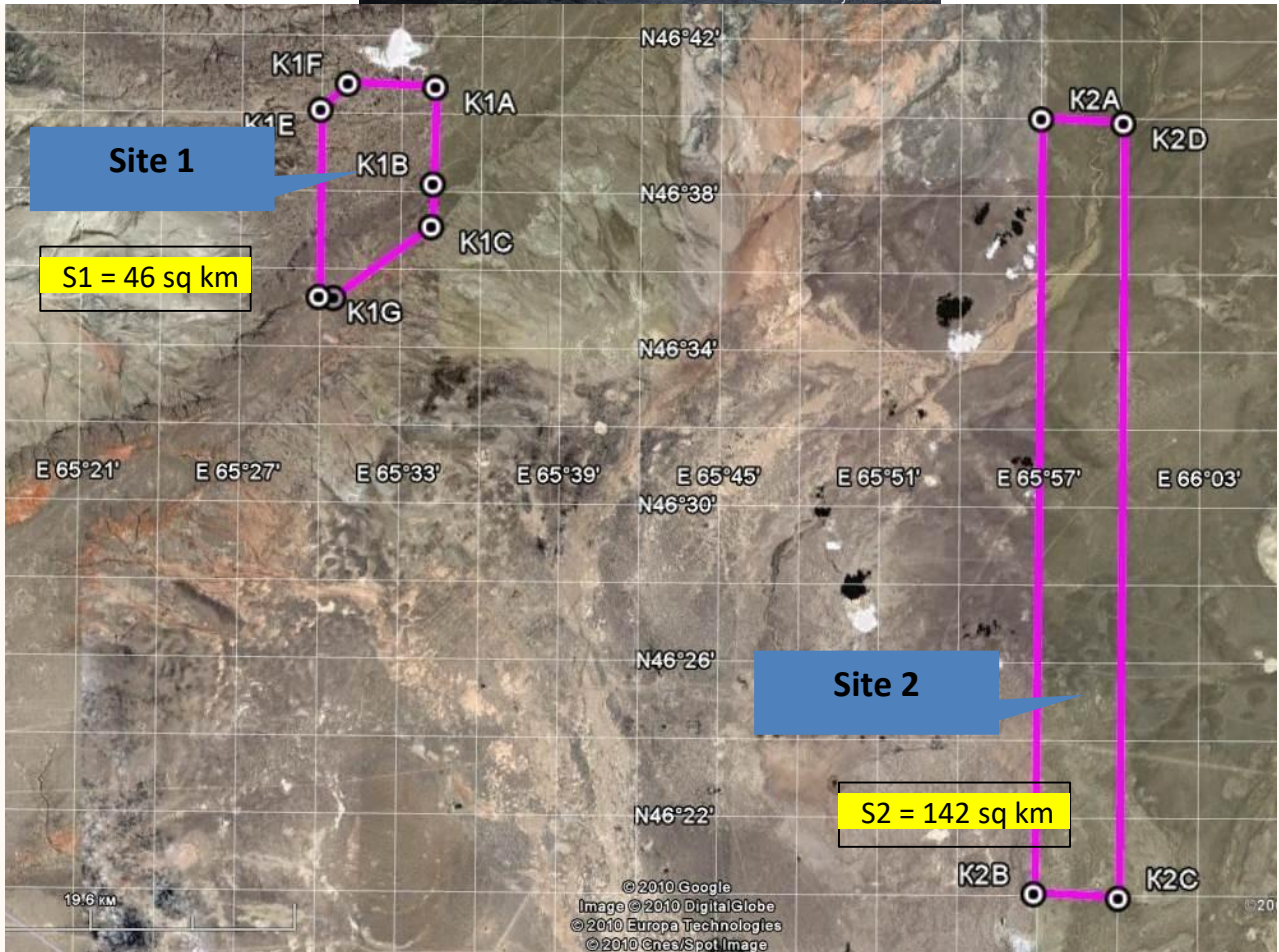 N46°42'
K1F
K1A
K2A
K1E
K2D
Site 1
K1B
N46°38'
K1C
S1 = 46 sq km
K1G
N46°34'
E 65°21'
E 65°27'
E 65°33'
E 65°39'
E 65°45'
E 65°51'
E 65°57'
E 66°03'
N46°30'
N46°26'
Site 2
S2 = 142 sq km
N46°22'
K2B
K2C
19.6 км
© 2010 Google
Image © 2010 DigitalGlobe
© 2010 Europa Technologies
© 2010 Cnes/Spot Image